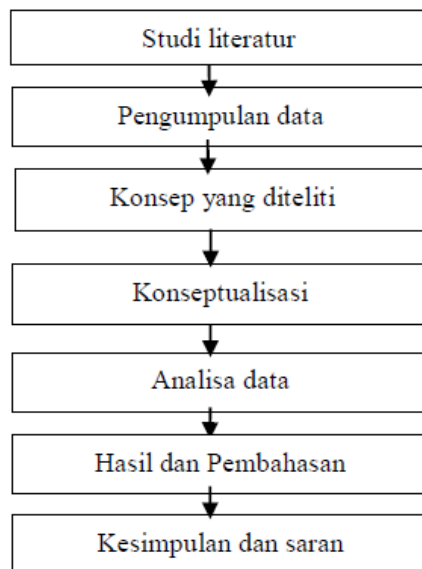 Studi literatur
Pengumpulan data
Konsep yang diteliti
Konseptualisasi
Analisa data
Hasil dan Pembahasan
Kesimpulan dan saran